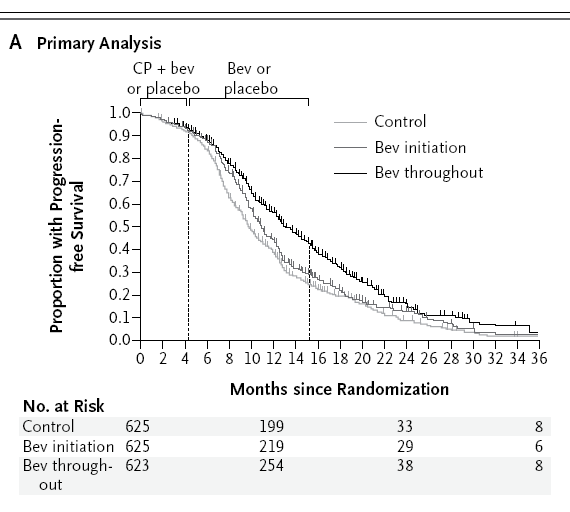 A Primary Analysis
CP + bev
or placebo
Bev or
placebo
Control
Bev initiation
Bev throughout
Proportion with Progression-
free Survival
1.0
0.9
0.8
0.7
0.6
0.5
0.4
0.3
0.2
0.1
0.0
0 2 4 6 8 10 12 14 16 18 20 22 24 26 28 30 32 34 36
Months since Randomization
No. at Risk
Control 625 199 33 8
Bev initiation 625 219 29 6
Bev through- 623 254 38 8
out